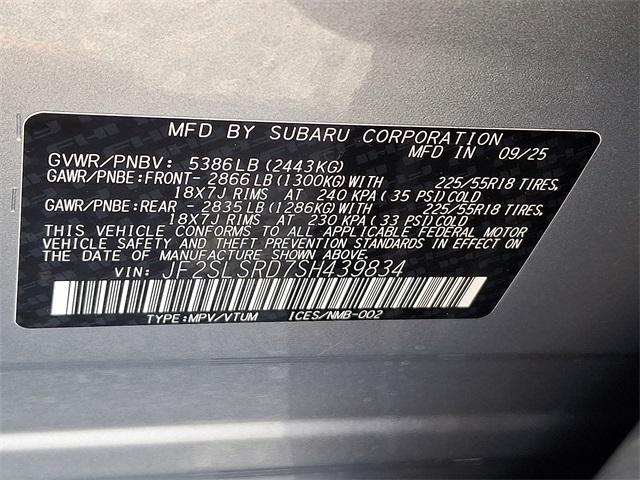 MFD BY SUBARU CORPORATION
GVWR/PNBV: 5386LB(2443KG) MFD IN 09/25
GAWR/PNBE:FRONT- 2866LB(1300KG)WITH 225/55R18 TIRES,
18X7J RIMS AT 240 KPA(35 PSI)COLD
GAWR/PNBE:REAR - 2835LB(1286KG)WITH 225/55R18 TIRES,
18X7J RIMS AT 230 KPA(33 PSI)COLD
THIS VEHICLE CONFORMS TO ALL APPLICABLE FEDERAL MOTOR
VEHICLE SAFETY AND THEFT PREVENTION STANDARDS IN EFFECT ON
THE DATE OF MANUFACTURE SHOWN ABOVE.
VIN: JF2SLSRD7SH439834
TYPE:MPV/VTUM ICES/NMB-002